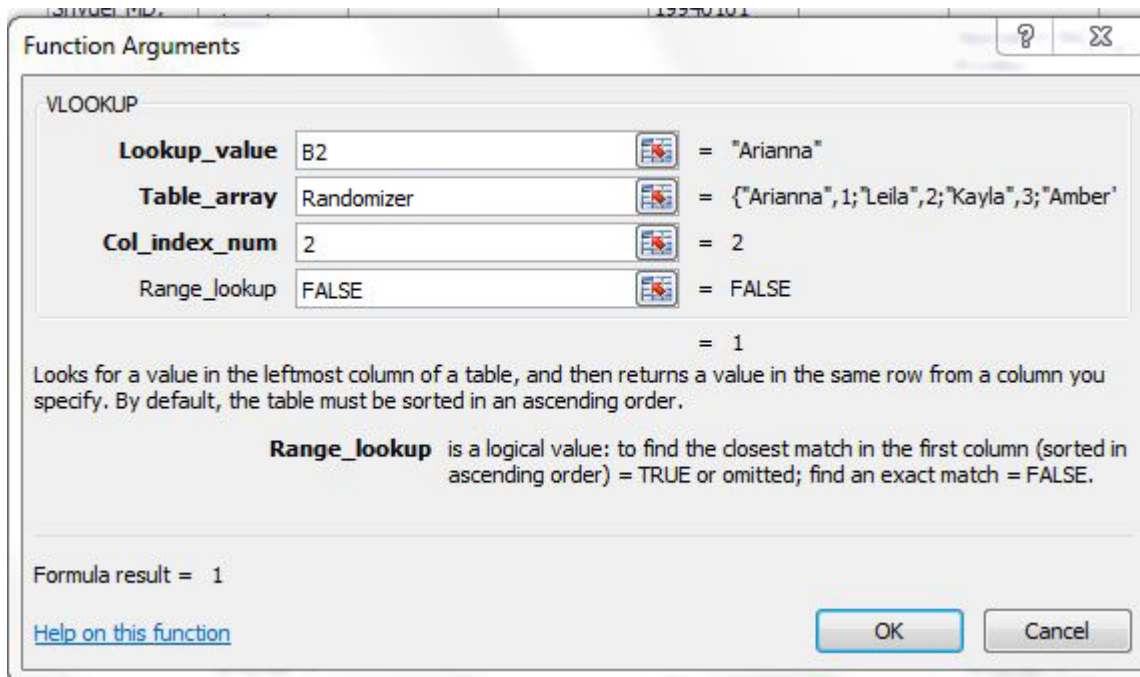 Snyder MD,
19940101
Function Arguments
VLOOKUP
Lookup_value B2 = "Arianna"
Table_array Randomizer = {"Arianna",1;"Leila",2;"Kayla",3;"Amber"
Col_index_num 2 = 2
Range_lookup FALSE = FALSE
= 1
Looks for a value in the leftmost column of a table, and then returns a value in the same row from a column you
specify. By default, the table must be sorted in an ascending order.
Range_lookup is a logical value: to find the closest match in the first column (sorted in
ascending order) = TRUE or omitted; find an exact match = FALSE.
Formula result = 1
Help on this function
OK Cancel